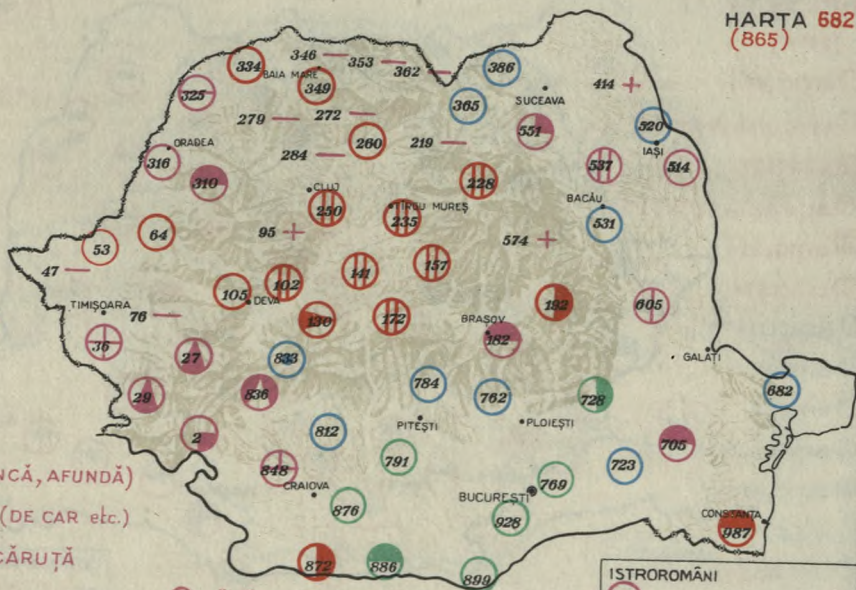 HARTA 682
(865)
334
346
353
362
386
BAIA MARE
349
325
365
SUCEAVA
414
279
272
551
520
ORADEA
260
219
IAȘI
316
284
537
514
310
228
CLUJ
250
TÎRGU MUREȘ
235
BACĂU
531
64
95
574
53
47
157
141
102
105
DEVA
192
605
TIMIȘOARA
76
130
172
BRAȘOV
182
36
27
833
GALAȚI
29
836
784
762
728
682
PITEȘTI
PLOIEȘTI
2
812
705
791
723
NCĂ, AFUNDĂ)
848
CRAIOVA
769
BUCUREȘTI
(DE CAR etc.)
876
928
CONSTANȚA
987
CĂRUȚĂ
872
886
899
ISTROROMÂNI